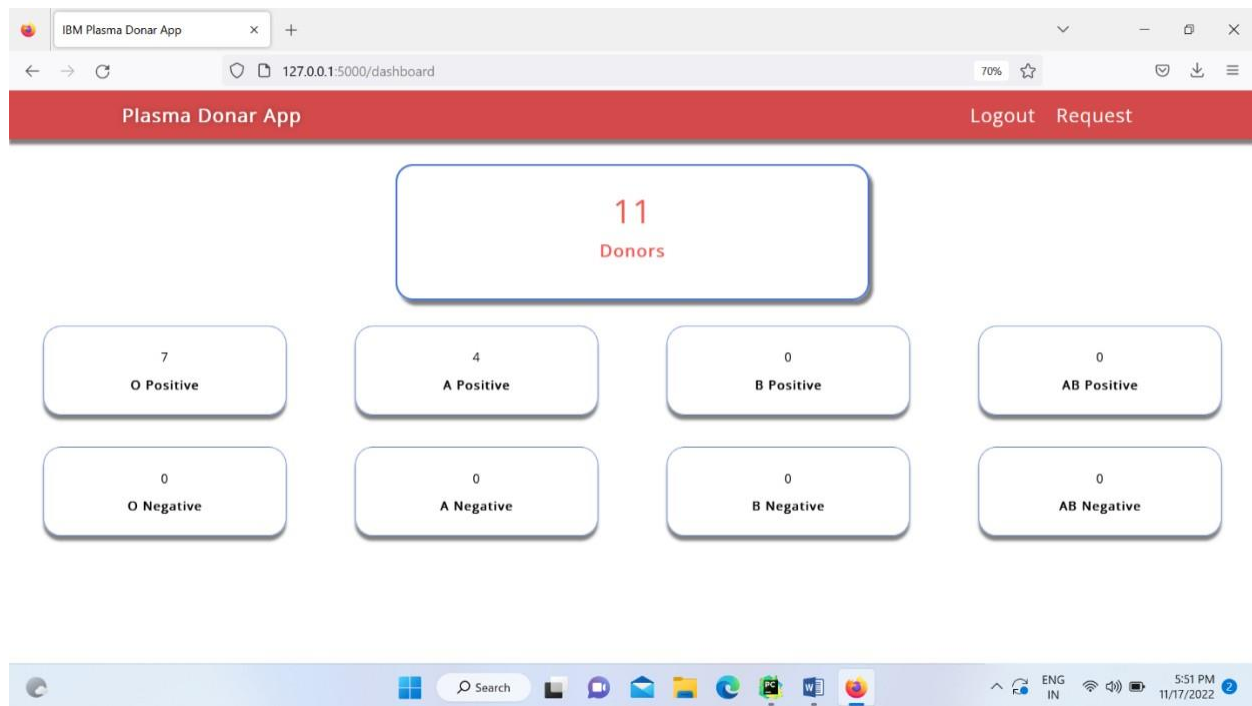 IBM Plasma Donar App
127.0.0.1:5000/dashboard
70%
Plasma Donar App
Logout Request
11
Donors
7
O Positive
4
A Positive
0
B Positive
0
AB Positive
0
O Negative
0
A Negative
0
B Negative
0
AB Negative
Search
PC
W
ENG
IN
5:51 PM
11/17/2022
2